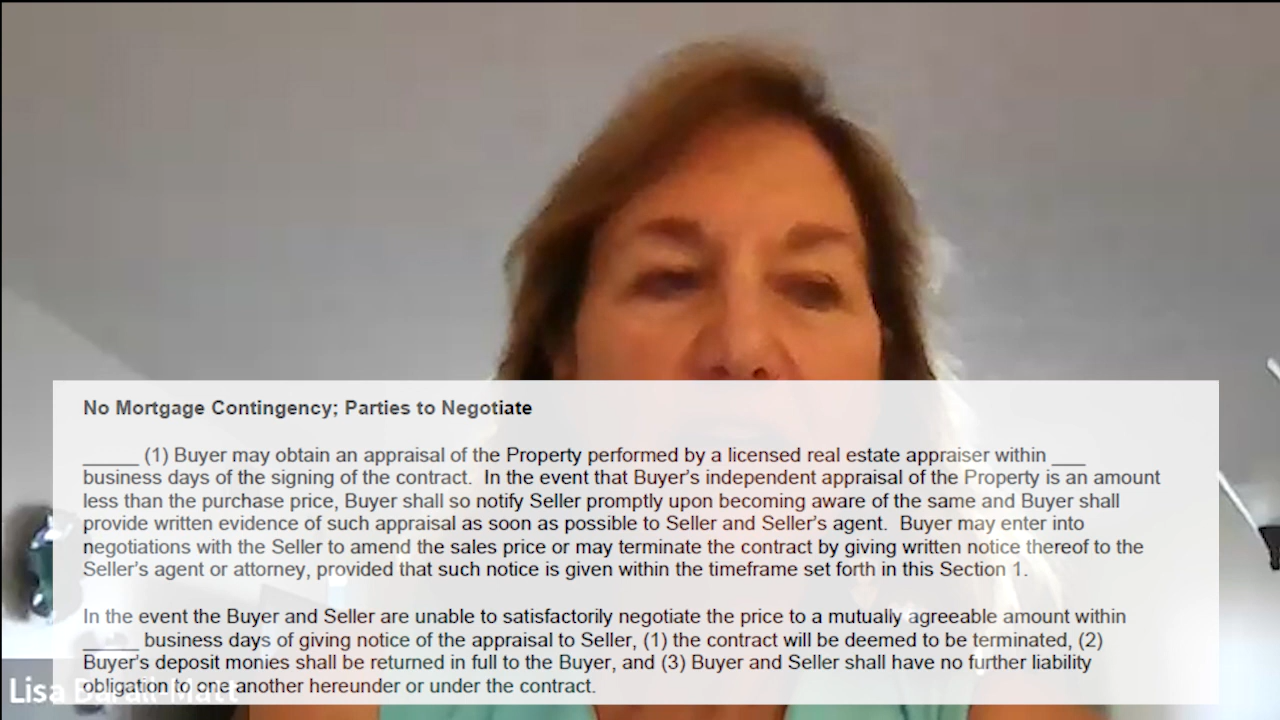 No Mortgage Contingency; Parties to Negotiate
_____ (1) Buyer may obtain an appraisal of the Property performed by a licensed real estate appraiser within ___
business days of the signing of the contract.  In the event that Buyer's independent appraisal of the Property is an amount
less than the purchase price, Buyer shall so notify Seller promptly upon becoming aware of the same and Buyer shall
provide written evidence of such appraisal as soon as possible to Seller and Seller's agent.  Buyer may enter into
negotiations with the Seller to amend the sales price or may terminate the contract by giving written notice thereof to the
Seller's agent or attorney, provided that such notice is given within the timeframe set forth in this Section 1.
In the event the Buyer and Seller are unable to satisfactorily negotiate the price to a mutually agreeable amount within
_____ business days of giving notice of the appraisal to Seller, (1) the contract will be deemed to be terminated, (2)
Buyer's deposit monies shall be returned in full to the Buyer, and (3) Buyer and Seller shall have no further liability
obligation to one another hereunder or under the contract.
Lisa